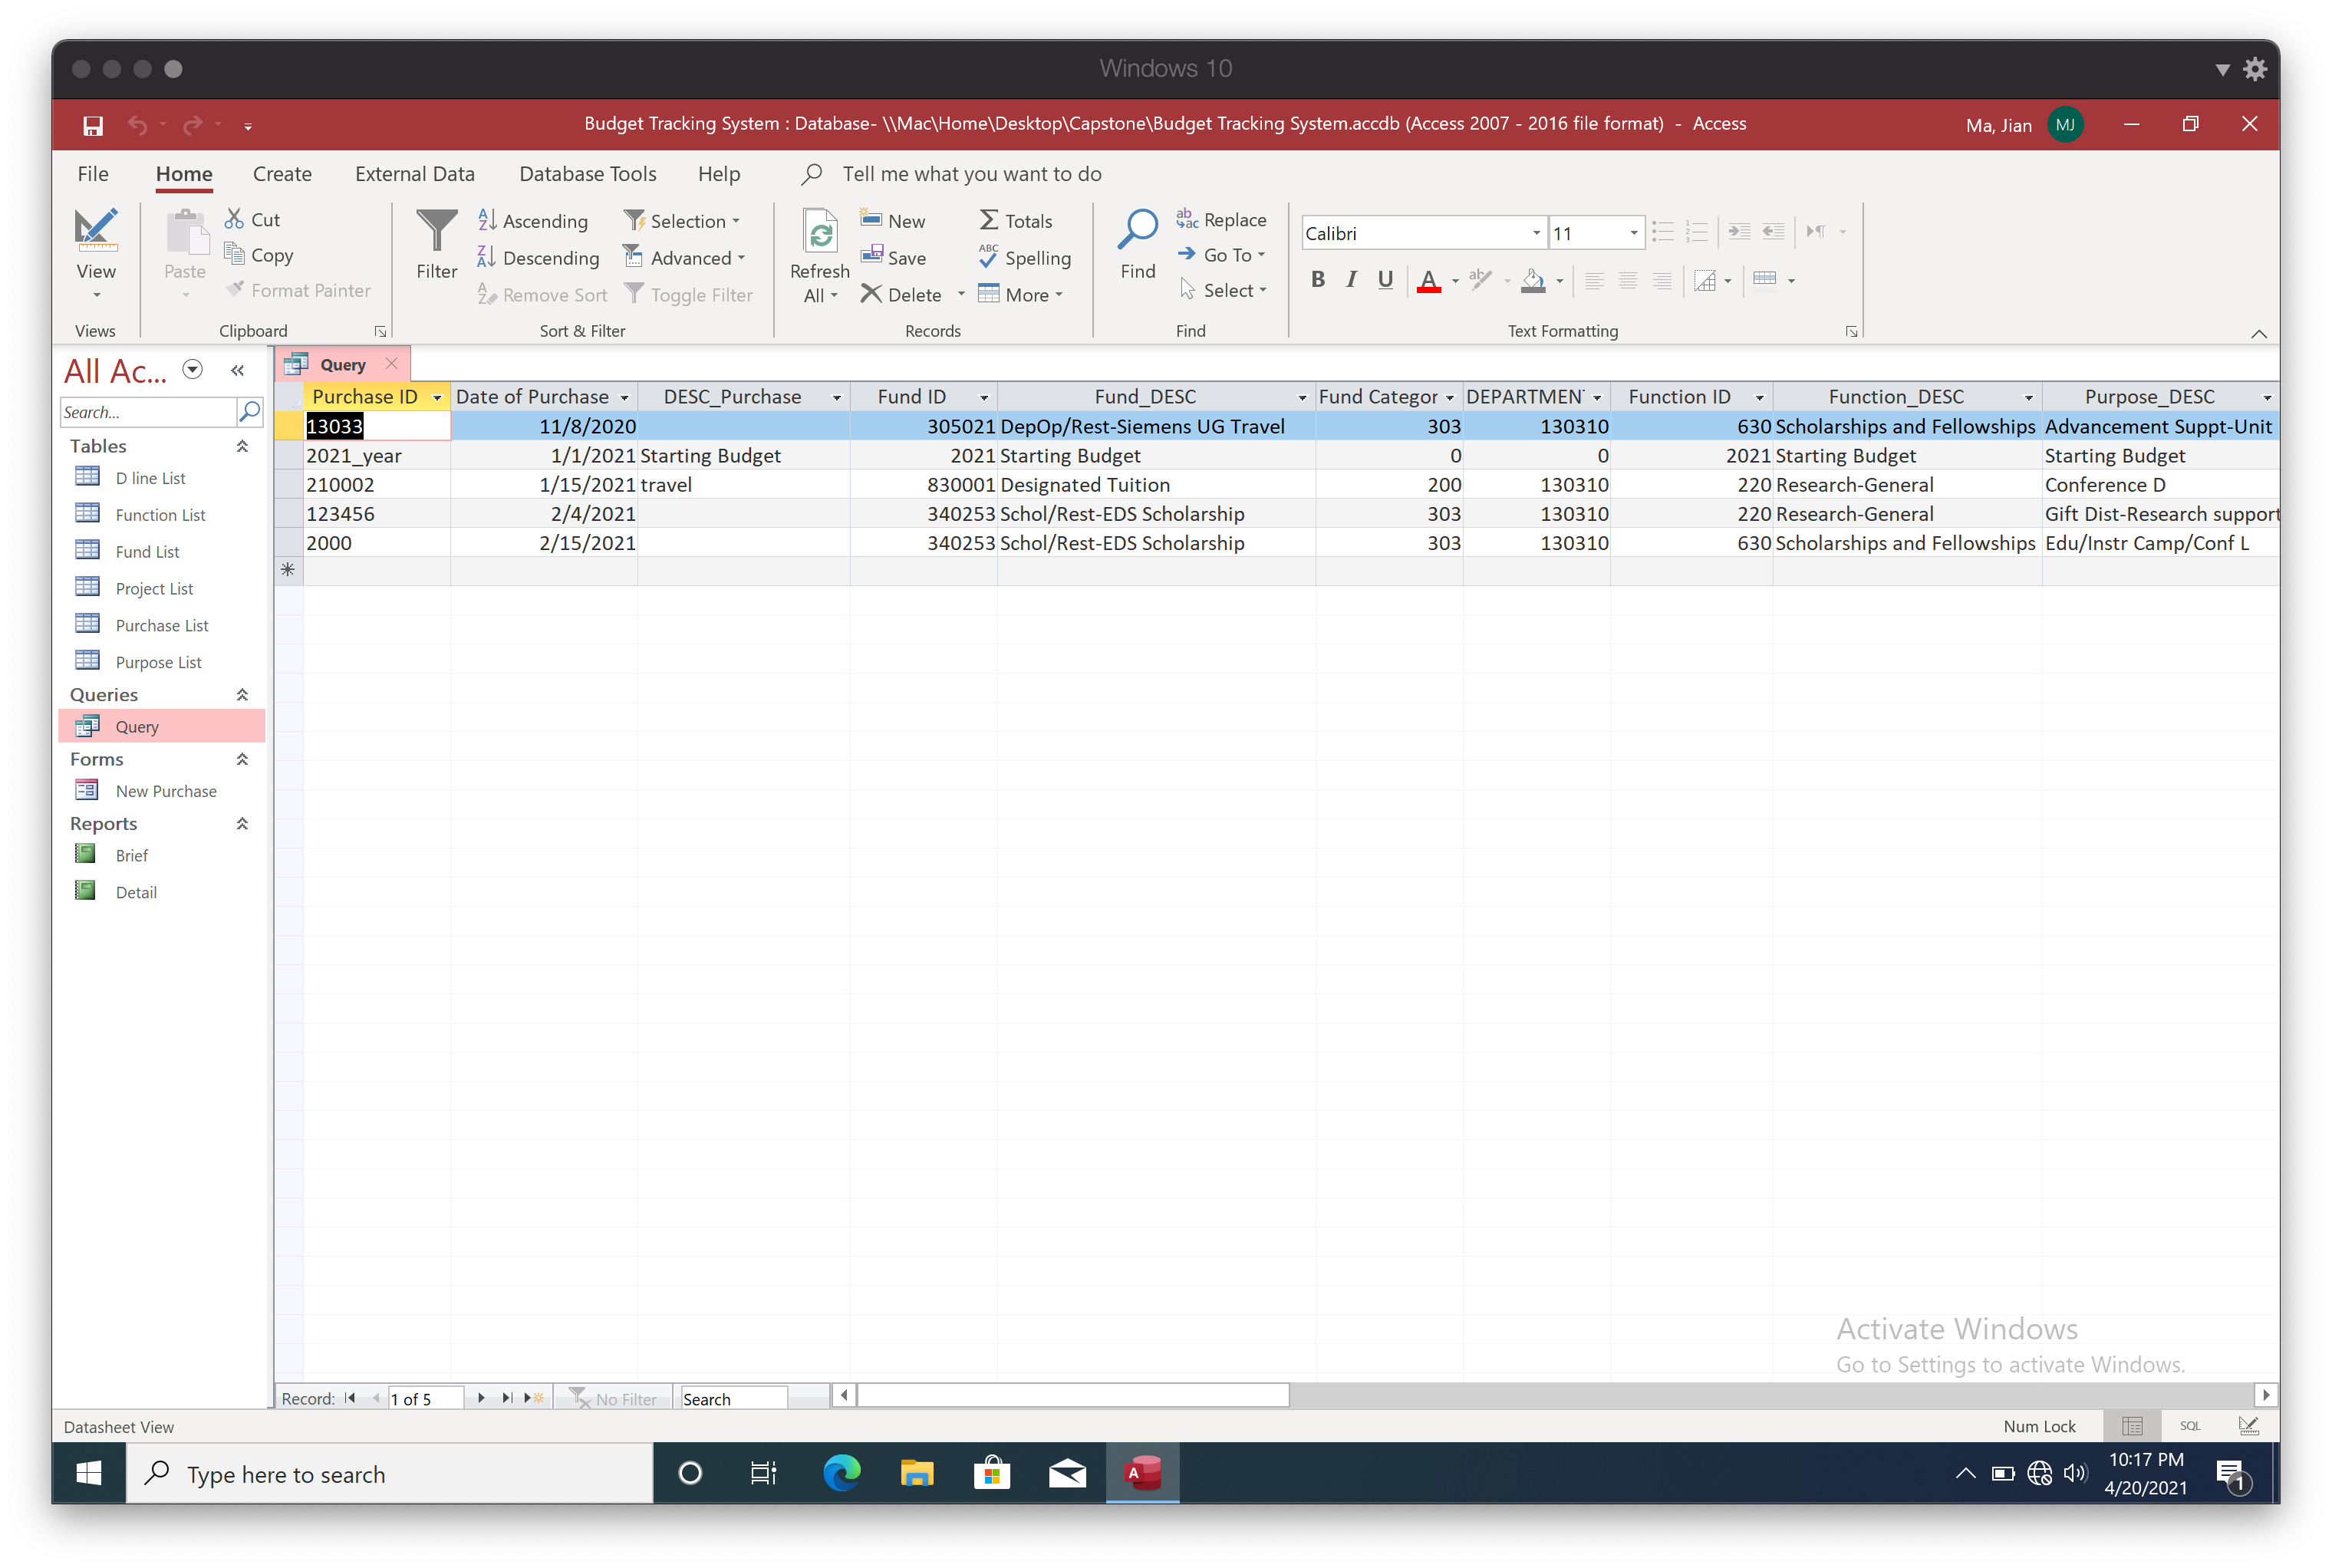 Windows 10
Budget Tracking System : Database- \\Mac\Home\Desktop\Capstone\Budget Tracking System.accdb (Access 2007 - 2016 file format) - Access
Ma, Jian MJ
File Home Create External Data Database Tools Help Tell me what you want to do
View
Views
Paste
Cut
Copy
Format Painter
Clipboard
Filter
Ascending
Descending
Remove Sort
Selection
Advanced
Toggle Filter
Sort & Filter
Refresh All
New
Save
Delete
Totals
Spelling
More
Records
Find
Replace
Go To
Select
Find
Calibri 11
B I U A
Text Formatting
All Ac...
Search...
Tables
D line List
Function List
Fund List
Project List
Purchase List
Purpose List
Queries
Query
Forms
New Purchase
Reports
Brief
Detail
Query
Purchase ID Date of Purchase DESC_Purchase Fund ID Fund_DESC Fund Categor DEPARTMEN Function ID Function_DESC Purpose_DESC
13033 11/8/2020 305021 DepOp/Rest-Siemens UG Travel 303 130310 630 Scholarships and Fellowships Advancement Suppt-Unit
2021_year 1/1/2021 Starting Budget 2021 Starting Budget 0 0 2021 Starting Budget Starting Budget
210002 1/15/2021 travel 830001 Designated Tuition 200 130310 220 Research-General Conference D
123456 2/4/2021 340253 Schol/Rest-EDS Scholarship 303 130310 220 Research-General Gift Dist-Research support
2000 2/15/2021 340253 Schol/Rest-EDS Scholarship 303 130310 630 Scholarships and Fellowships Edu/Instr Camp/Conf L
Activate Windows
Go to Settings to activate Windows.
Record: 1 of 5 No Filter Search
Datasheet View
Num Lock SQL
Type here to search
10:17 PM
4/20/2021
1